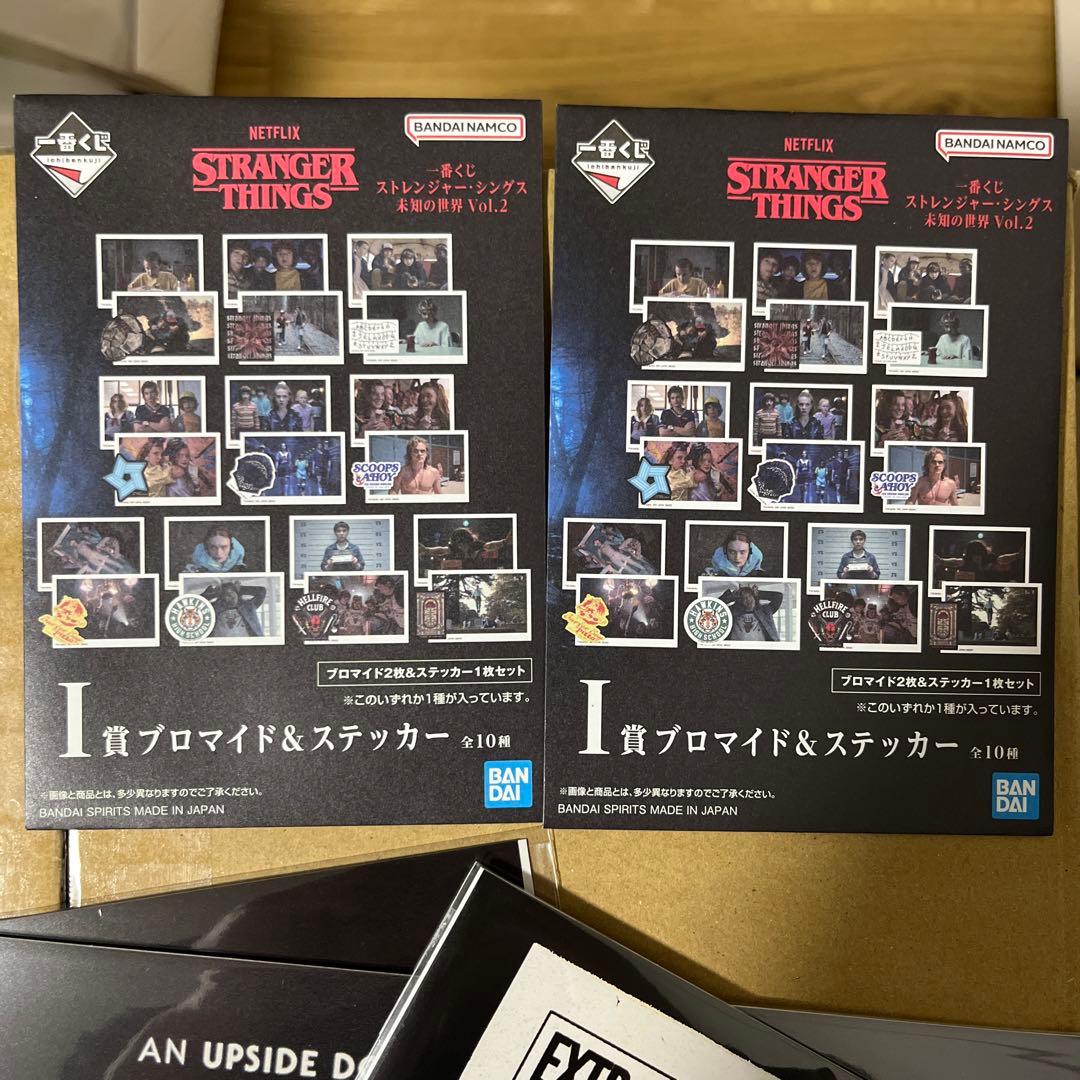 一番くじ
ichibankuji
NETFLIX
STRANGER
THINGS
BANDAI NAMCO
一番くじ
ストレンジャー・シングス
未知の世界 Vol.2
stranger things
SCOOPS
AHOY
HAWKINS
HIGH SCHOOL
HELLFIRE
CLUB
ブロマイド2枚&ステッカー1枚セット
※このいずれか1種が入っています。
I賞 ブロマイド&ステッカー 全10種
※画像と商品とは、多少異なりますのでご了承ください。
BANDAI SPIRITS MADE IN JAPAN
BAN
DAI
一番くじ
ichibankuji
NETFLIX
STRANGER
THINGS
BANDAI NAMCO
一番くじ
ストレンジャー・シングス
未知の世界 Vol.2
stranger things
SCOOPS
AHOY
HAWKINS
HIGH SCHOOL
HELLFIRE
CLUB
ブロマイド2枚&ステッカー1枚セット
※このいずれか1種が入っています。
I賞 ブロマイド&ステッカー 全10種
※画像と商品とは、多少異なりますのでご了承ください。
BANDAI SPIRITS MADE IN JAPAN
BAN
DAI
AN UPSIDE